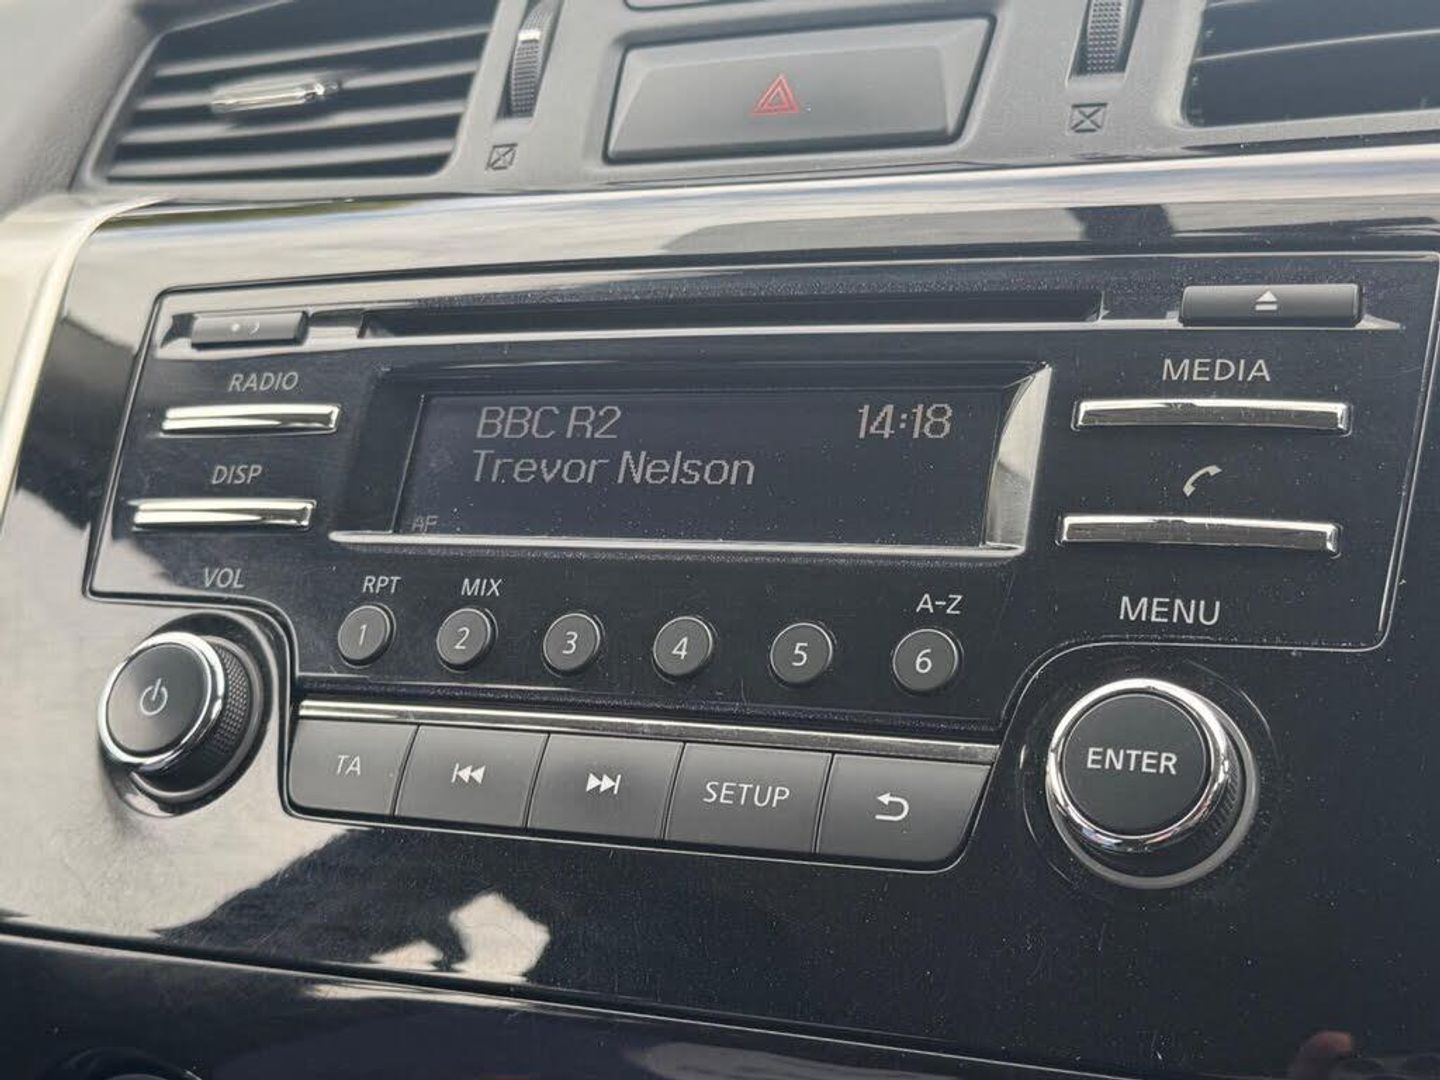 RADIO
MEDIA
BBC R2 14:18
Trevor Nelson
DISP
AF
VOL
RPT MIX A-Z
MENU
1 2 3 4 5 6
TA SETUP
ENTER